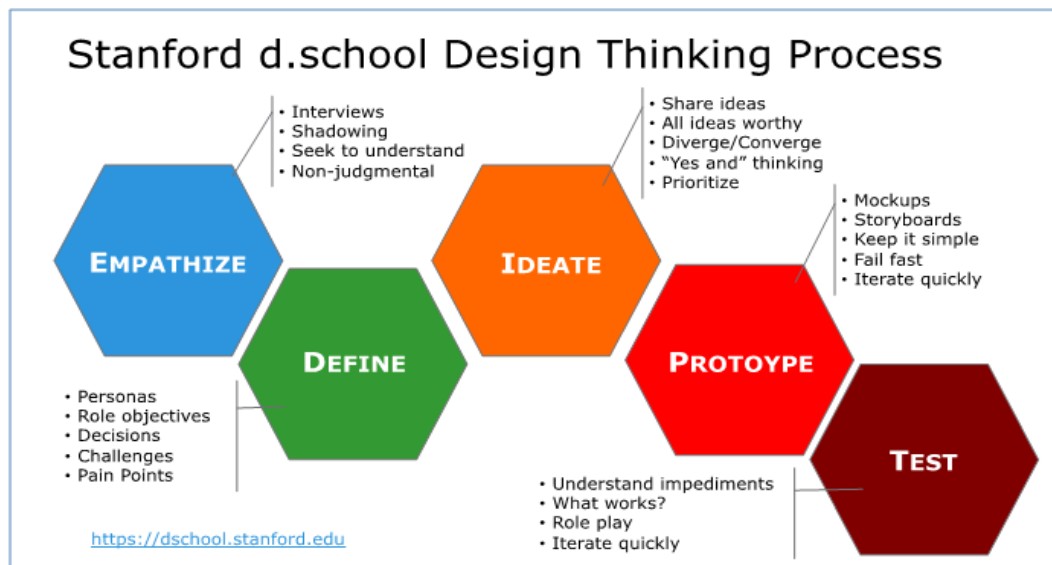 Stanford d.school Design Thinking Process
• Interviews
• Shadowing
• Seek to understand
• Non-judgmental
EMPATHIZE
• Personas
• Role objectives
• Decisions
• Challenges
• Pain Points
DEFINE
• Share ideas
• All ideas worthy
• Diverge/Converge
• “Yes and” thinking
• Prioritize
IDEATE
• Mockups
• Storyboards
• Keep it simple
• Fail fast
• Iterate quickly
PROTOYPE
• Understand impediments
• What works?
• Role play
• Iterate quickly
TEST
https://dschool.stanford.edu